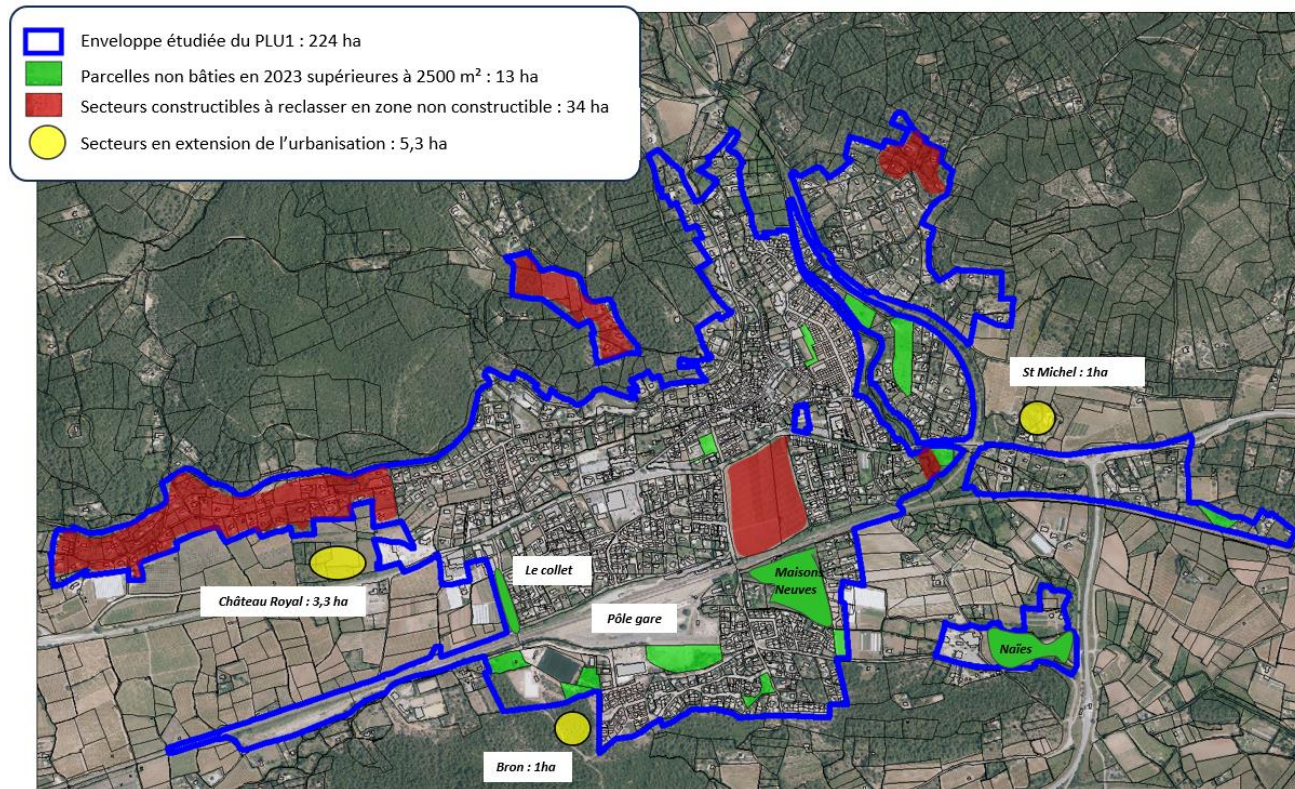 Enveloppe étudiée du PLU1 : 224 ha
Parcelles non bâties en 2023 supérieures à 2500 m² : 13 ha
Secteurs constructibles à reclasser en zone non constructible : 34 ha
Secteurs en extension de l'urbanisation : 5,3 ha
St Michel : 1ha
Le collet
Maisons
Neuves
Château Royal : 3,3 ha
Pôle gare
Naïes
Bron : 1ha